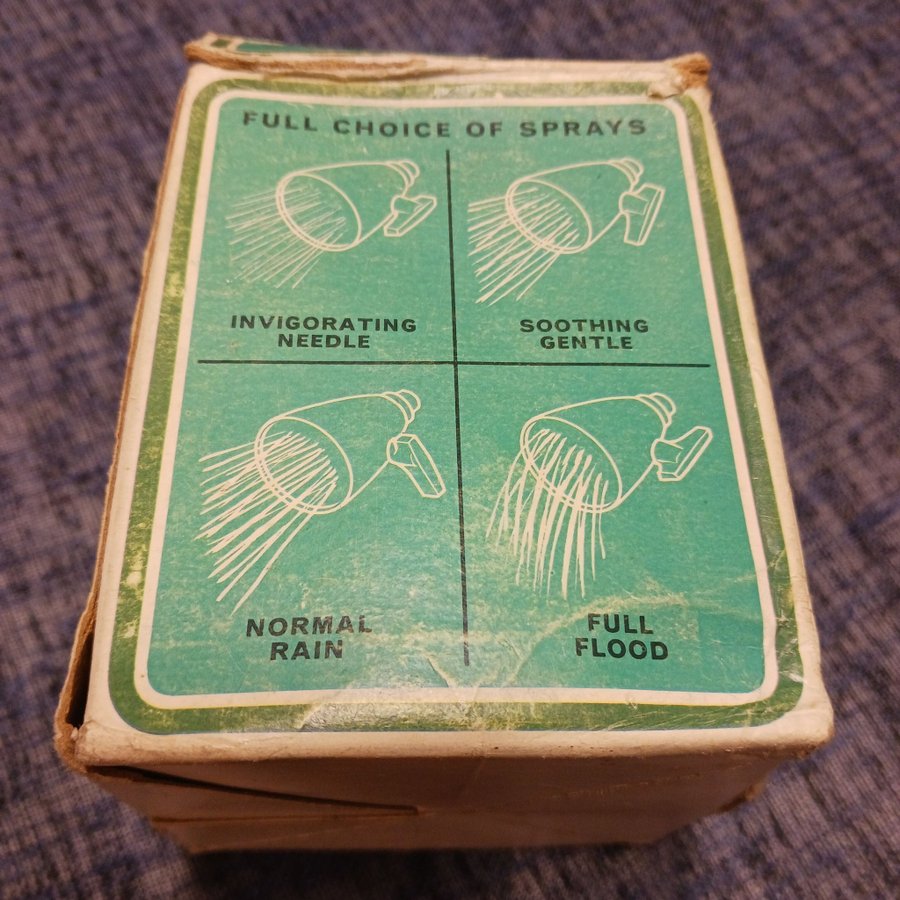 FULL CHOICE OF SPRAYS
INVIGORATING
NEEDLE
SOOTHING
GENTLE
NORMAL
RAIN
FULL
FLOOD